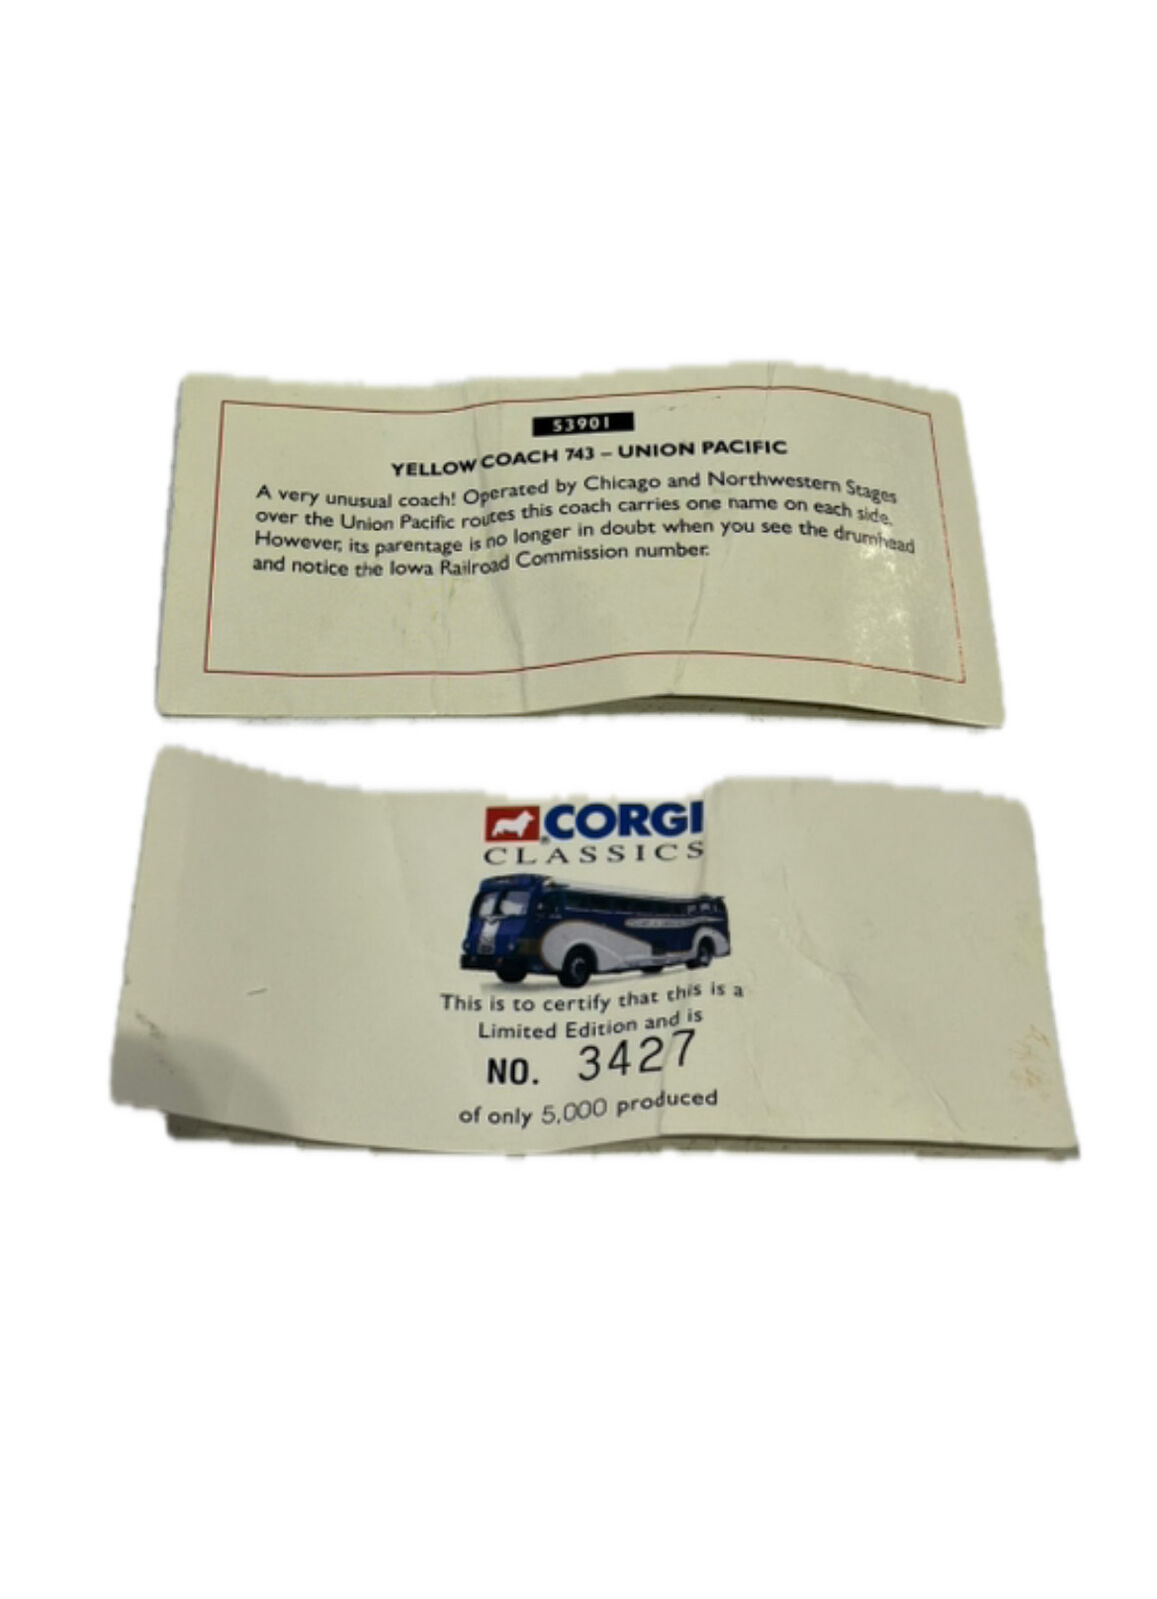 53901
YELLOW COACH 743 – UNION PACIFIC
A very unusual coach! Operated by Chicago and Northwestern Stages
over the Union Pacific routes this coach carries one name on each side.
However, its parentage is no longer in doubt when you see the drumhead
and notice the Iowa Railroad Commission number.
CORGI
CLASSICS
This is to certify that this is a
Limited Edition and is
NO. 3427
of only 5,000 produced